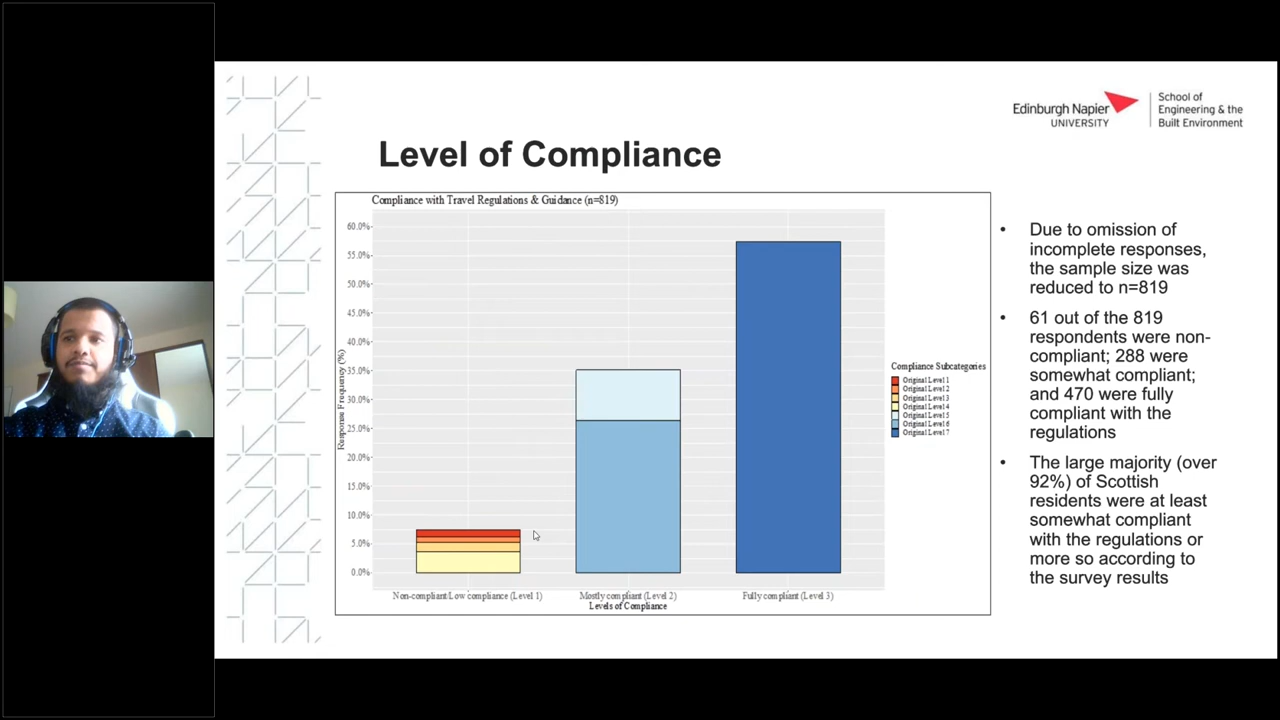 Edinburgh Napier
UNIVERSITY
School of
Engineering & the
Built Environment
Level of Compliance
Compliance with Travel Regulations & Guidance (n=819)
60.0%
55.0%
50.0%
45.0%
40.0%
35.0%
30.0%
25.0%
20.0%
15.0%
10.0%
5.0%
0.0%
Response Frequency (%)
Non-compliant/Low compliance (Level 1)
Mostly compliant (Level 2)
Fully compliant (Level 3)
Levels of Compliance
Compliance Subcategories
Original Level 1
Original Level 2
Original Level 3
Original Level 4
Original Level 5
Original Level 6
Original Level 7
• Due to omission of
incomplete responses,
the sample size was
reduced to n=819
• 61 out of the 819
respondents were non-
compliant; 288 were
somewhat compliant;
and 470 were fully
compliant with the
regulations
• The large majority (over
92%) of Scottish
residents were at least
somewhat compliant
with the regulations or
more so according to
the survey results